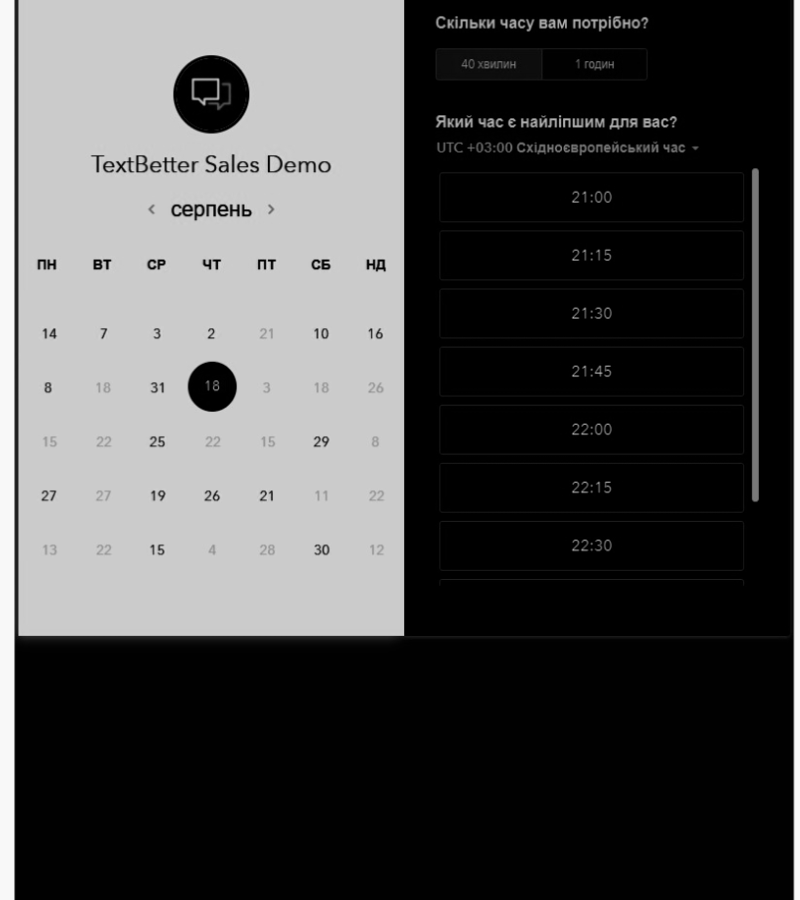 TextBetter Sales Demo
серпень
ПН ВТ СР ЧТ ПТ СБ НД
14 7 3 2 21 10 16
8 18 31 18 3 18 26
15 22 25 22 15 29 8
27 27 19 26 21 11 22
13 22 15 4 28 30 12
Скільки часу вам потрібно?
40 хвилин 1 годин
Який час є найліпшим для вас?
UTC +03:00 Східноєвропейський час
21:00
21:15
21:30
21:45
22:00
22:15
22:30